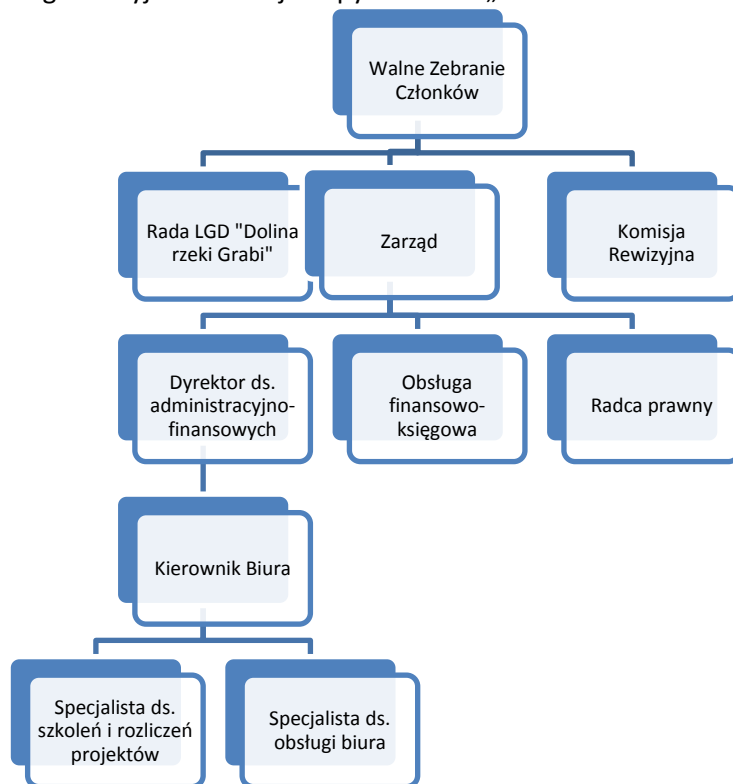 Walne Zebranie
Członków
Rada LGD "Dolina
rzeki Grabi"
Zarząd
Komisja
Rewizyjna
Dyrektor ds.
administracyjno-
finansowych
Obsługa
finansowo-
księgowa
Radca prawny
Kierownik Biura
Specjalista ds.
szkoleń i rozliczeń
projektów
Specjalista ds.
obsługi biura